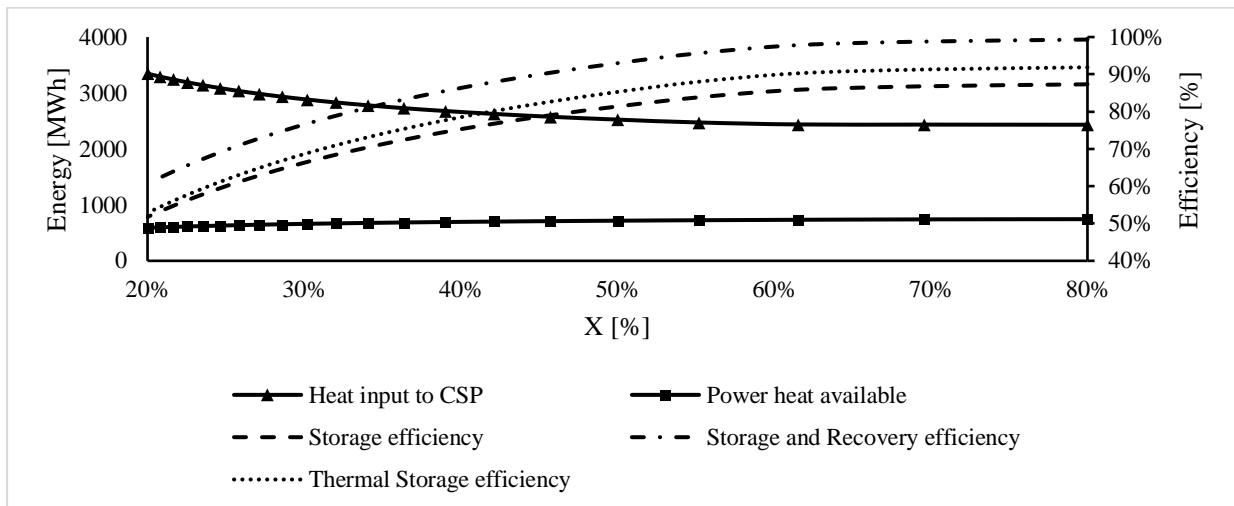 4000
3000
2000
1000
0
Energy [MWh]
100%
90%
80%
70%
60%
50%
40%
Efficiency [%]
20% 30% 40% 50% 60% 70% 80%
X [%]
Heat input to CSP Power heat available
Storage efficiency Storage and Recovery efficiency
Thermal Storage efficiency